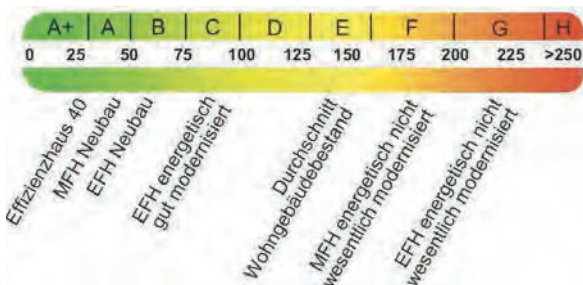 A+ A B C D E F G H
0 25 50 75 100 125 150 175 200 225 >250
Effizienzhaus 40
MFH Neubau
EFH Neubau
EFH energetisch
gut modernisiert
Durchschnitt
Wohngebäudebestand
MFH energetisch nicht
wesentlich modernisiert
EFH energetisch nicht
wesentlich modernisiert